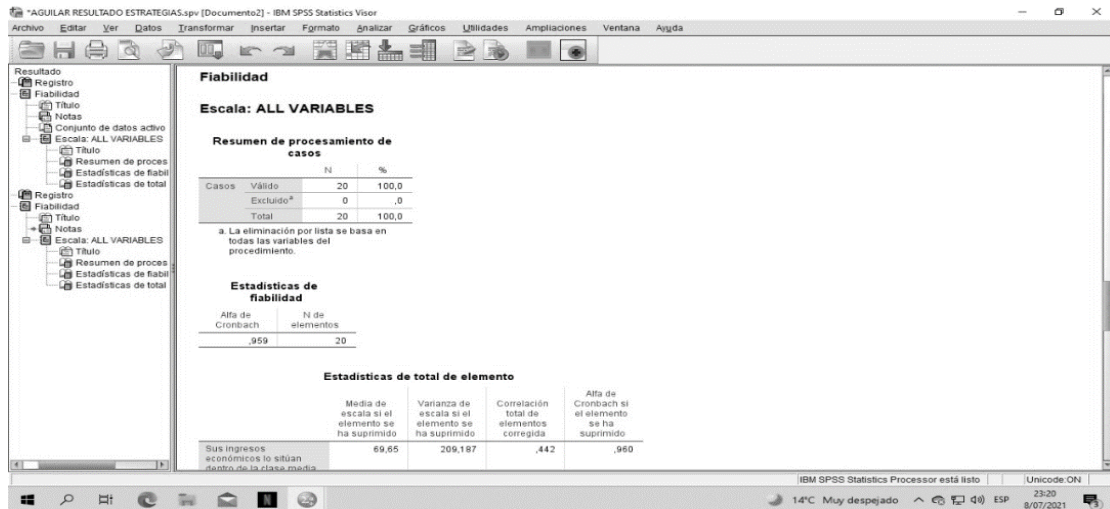 *AGUILAR RESULTADO ESTRATEGIAS.spv [Documento2] - IBM SPSS Statistics Visor
Archivo Editar Ver Datos Transformar Insertar Formato Analizar Gráficos Utilidades Ampliaciones Ventana Ayuda
Resultado
Registro
Fiabilidad
Título
Notas
Conjunto de datos activo
Escala: ALL VARIABLES
Título
Resumen de proces
Estadísticas de fiabil
Estadísticas de total
Registro
Fiabilidad
Título
Notas
Escala: ALL VARIABLES
Título
Resumen de proces
Estadísticas de fiabil
Estadísticas de total
Fiabilidad
Escala: ALL VARIABLES
Resumen de procesamiento de
casos
N %
Casos Válido 20 100,0
Excluido a 0 ,0
Total 20 100,0
a. La eliminación por lista se basa en
todas las variables del
procedimiento.
Estadísticas de
fiabilidad
Alfa de
Cronbach
N de
elementos
,959 20
Estadísticas de total de elemento
Media de
escala si el
elemento se
ha suprimido
Varianza de
escala si el
elemento se
ha suprimido
Correlación
total de
elementos
corregida
Alfa de
Cronbach si
el elemento
se ha
suprimido
Sus ingresos
económicos lo sitúan
dentro de la clase media
69,65 209,187 ,442 ,960
IBM SPSS Statistics Processor está listo Unicode:ON
14°C Muy despejado ESP
23:20
8/07/2021